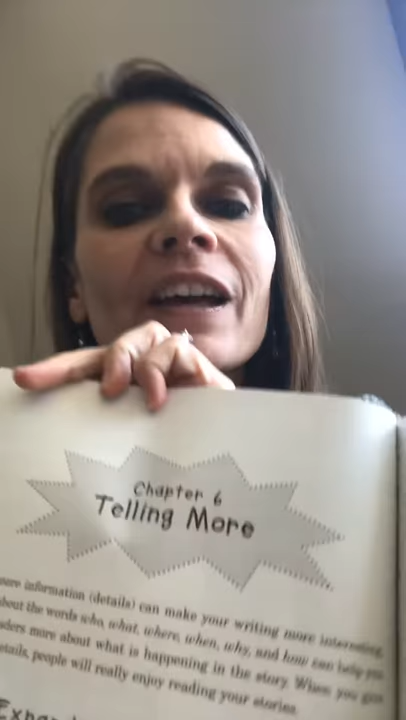 Chapter 6
Telling More
more information (details) can make your writing more interesting.
about the words who, what, where, when, why, and how can help you
more about what is happening in the story. When you
details, people will really enjoy reading your stories.